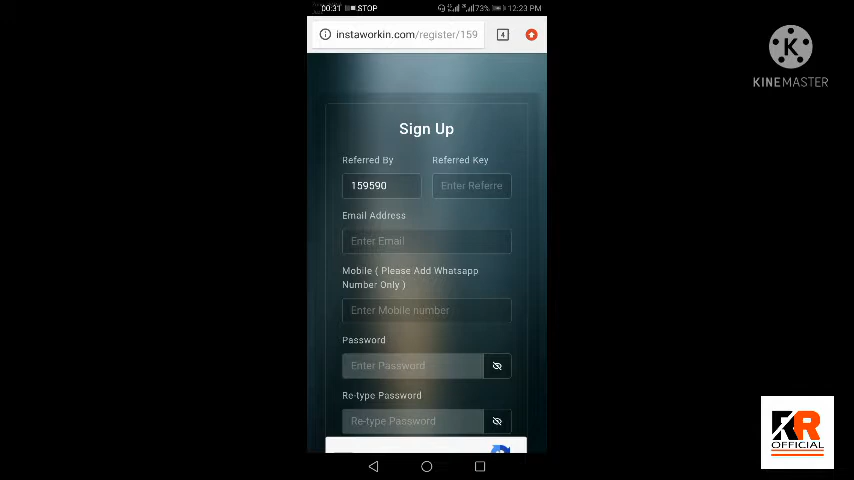 00:31 STOP 73% 12:23 PM
instaworkin.com/register/159
4
K
KINEMASTER
Sign Up
Referred By Referred Key
159590 Enter Referre
Email Address
Enter Email
Mobile ( Please Add Whatsapp
Number Only )
Enter Mobile number
Password
Enter Password
Re-type Password
Re-type Password
KR
OFFICIAL